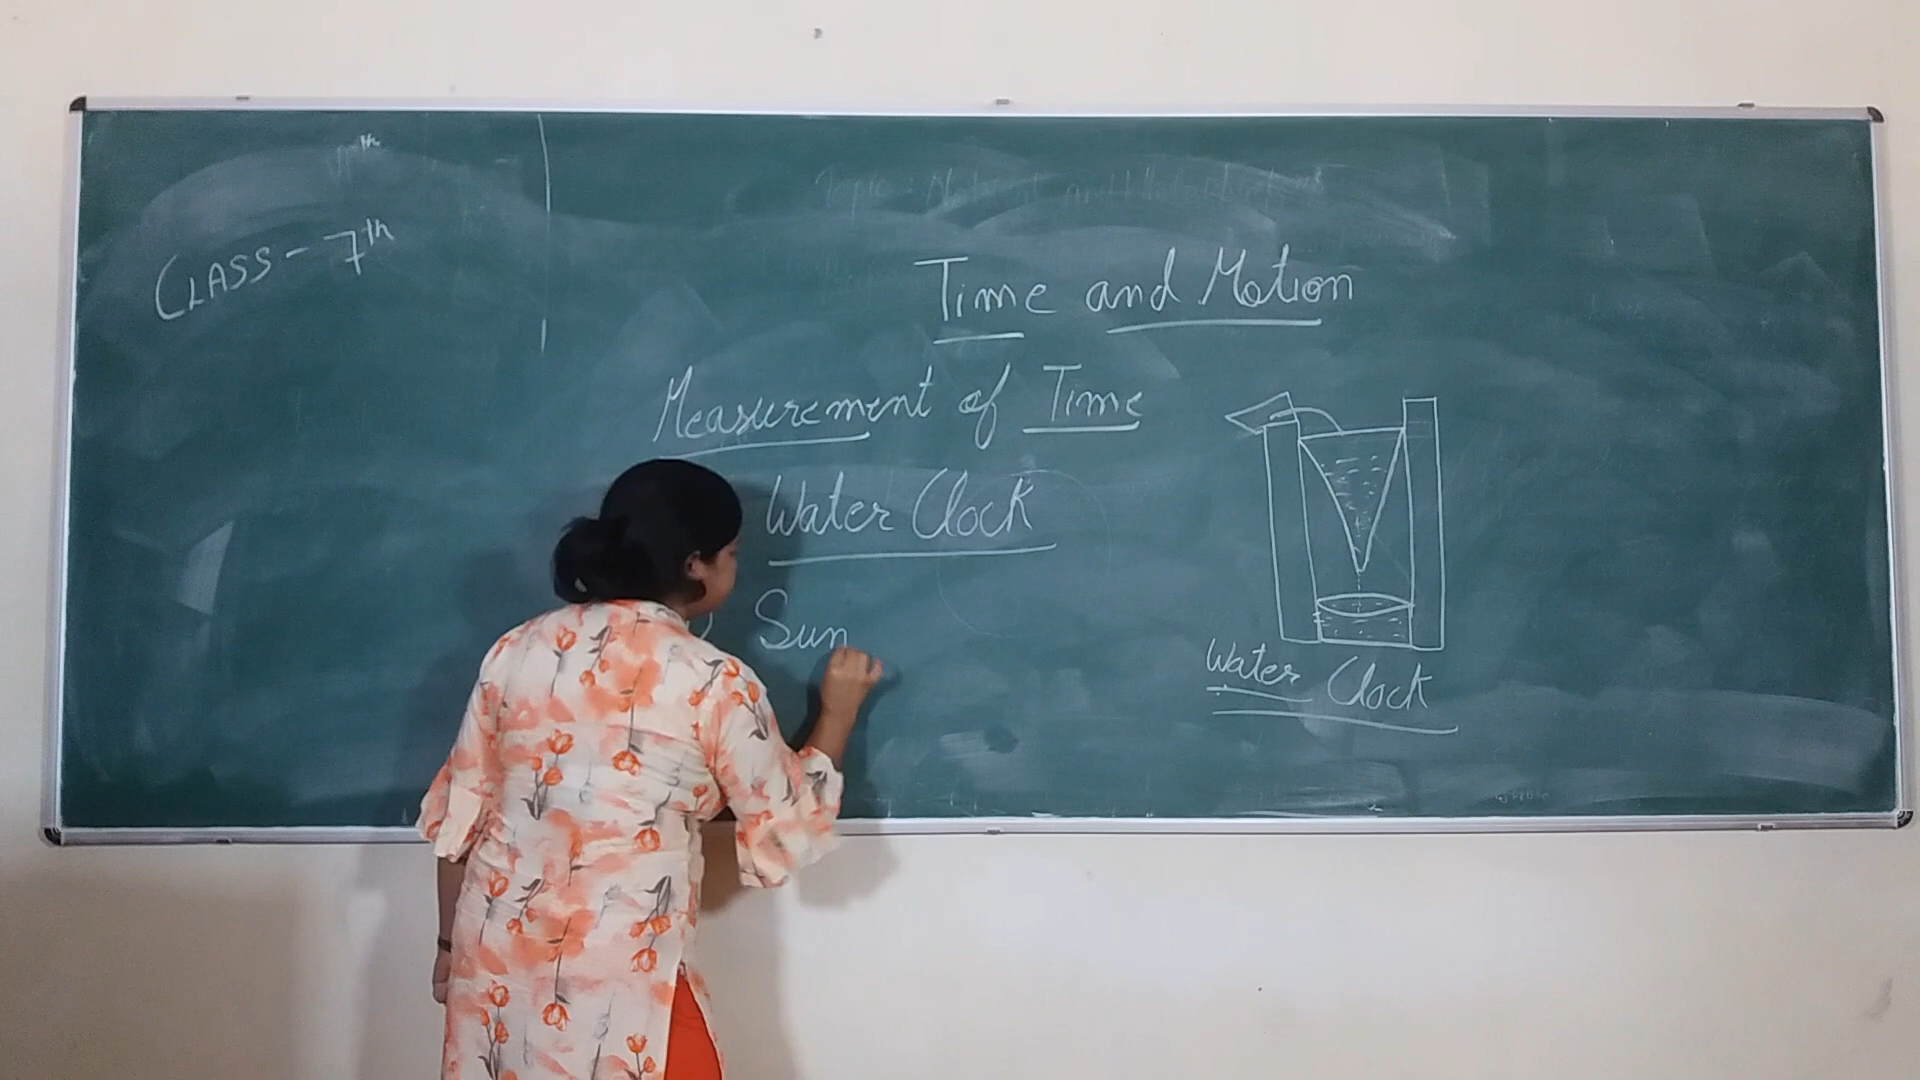 CLASS - 7th
Time and Motion
Measurement of Time
Water Clock
Sun
Water Clock